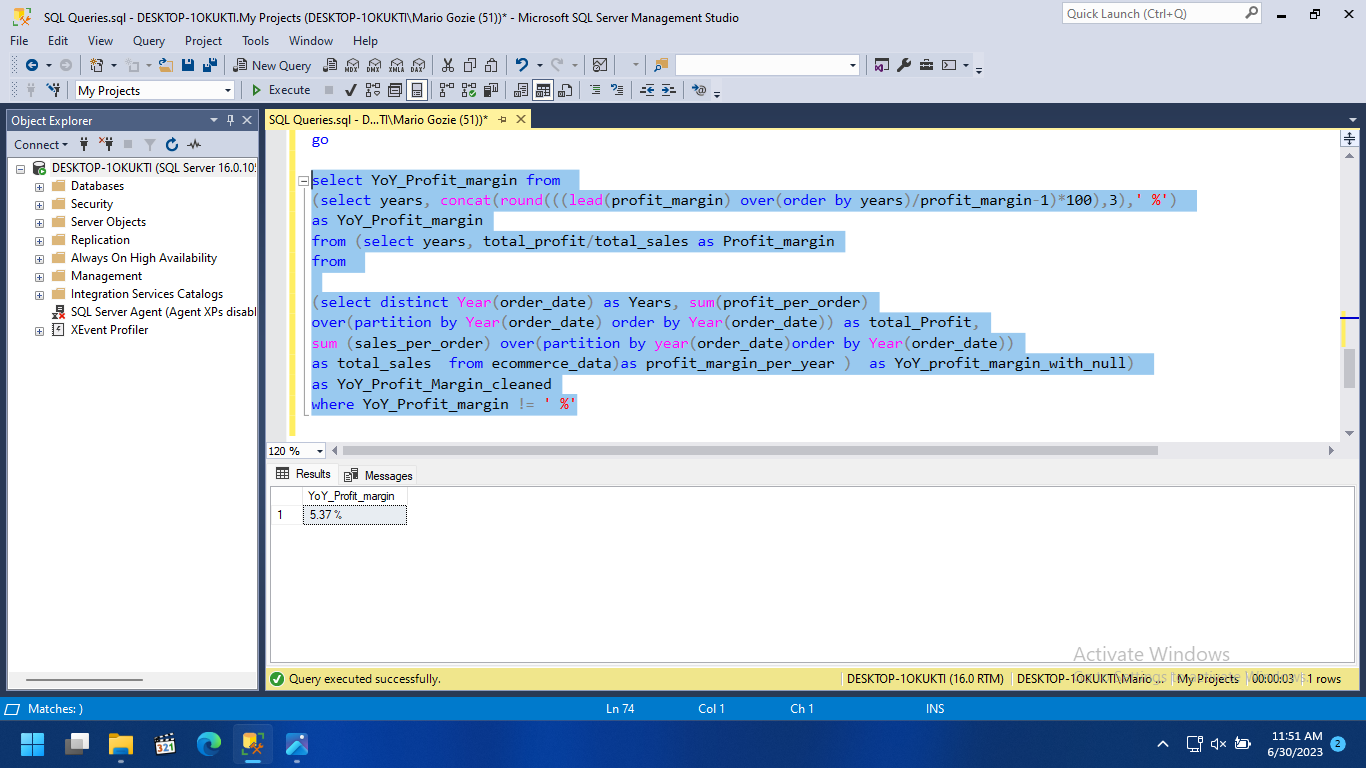 SQL Queries.sql - DESKTOP-1OKUKTI.My Projects (DESKTOP-1OKUKTI\Mario Gozie (51))* - Microsoft SQL Server Management Studio
Quick Launch (Ctrl+Q)
File Edit View Query Project Tools Window Help
New Query MDX DMX XMLA DAX
My Projects Execute
Object Explorer
SQL Queries.sql - D...TI\Mario Gozie (51))*
Connect
DESKTOP-1OKUKTI (SQL Server 16.0.10
Databases
Security
Server Objects
Replication
Always On High Availability
Management
Integration Services Catalogs
SQL Server Agent (Agent XPs disabl
XEvent Profiler
go
select YoY_Profit_margin from
(select years, concat(round(((lead(profit_margin) over(order by years)/profit_margin-1)*100),3),' %')
as YoY_Profit_margin
from (select years, total_profit/total_sales as Profit_margin
from
(select distinct Year(order_date) as Years, sum(profit_per_order)
over(partition by Year(order_date) order by Year(order_date)) as total_Profit,
sum (sales_per_order) over(partition by year(order_date)order by Year(order_date))
as total_sales  from ecommerce_data)as profit_margin_per_year )  as YoY_profit_margin_with_null)
as YoY_Profit_Margin_cleaned
where YoY_Profit_margin != ' %'
120 %
Results Messages
YoY_Profit_margin
1 5.37 %
Activate Windows
Query executed successfully.
DESKTOP-1OKUKTI (16.0 RTM) DESKTOP-1OKUKTI\Mario ... My Projects 00:00:03 1 rows
Matches: )
Ln 74 Col 1 Ch 1 INS
321
11:51 AM
6/30/2023
2